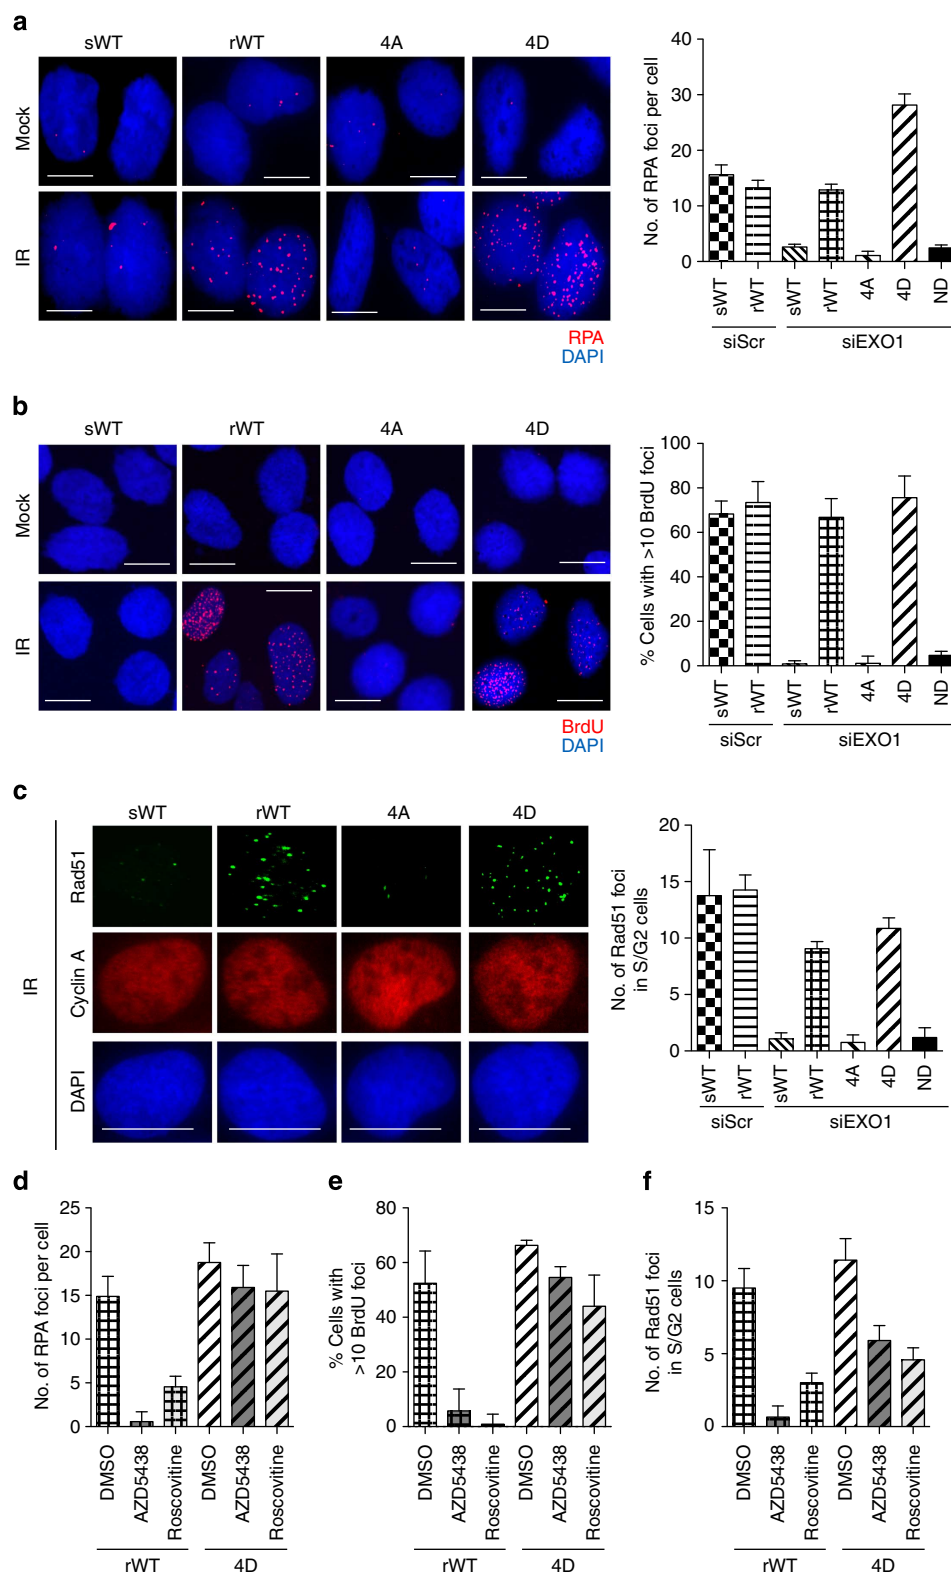 a
sWT rWT 4A 4D
Mock
IR
RPA
DAPI
No. of RPA foci per cell
40
30
20
10
0
sWT rWT sWT rWT 4A 4D ND
siScr siEXO1
b
sWT rWT 4A 4D
Mock
IR
BrdU
DAPI
% Cells with >10 BrdU foci
100
80
60
40
20
0
sWT rWT sWT rWT 4A 4D ND
siScr siEXO1
c
sWT rWT 4A 4D
IR
Rad51
Cyclin A
DAPI
No. of Rad51 foci
in S/G2 cells
20
15
10
5
0
sWT rWT sWT rWT 4A 4D ND
siScr siEXO1
d
No. of RPA foci per cell
25
20
15
10
5
0
DMSO AZD5438 Roscovitine DMSO AZD5438 Roscovitine
rWT 4D
e
% Cells with
>10 BrdU foci
80
60
40
20
0
DMSO AZD5438 Roscovitine DMSO AZD5438 Roscovitine
rWT 4D
f
No. of Rad51 foci
in S/G2 cells
15
10
5
0
DMSO AZD5438 Roscovitine DMSO AZD5438 Roscovitine
rWT 4D